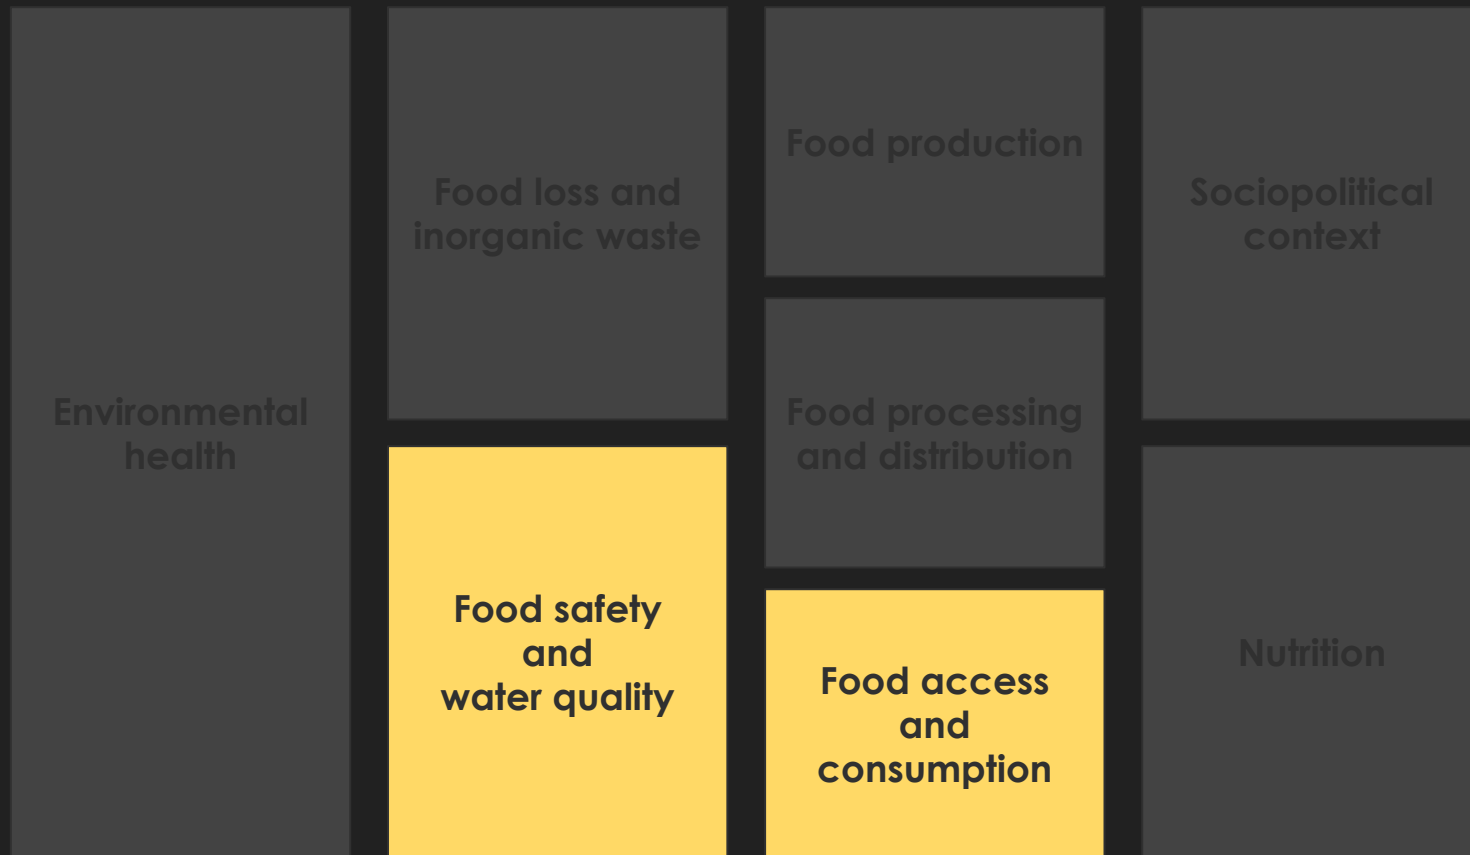 Environmental
health
Food loss and
inorganic waste
Food safety
and
water quality
Food production
Food processing
and distribution
Food access
and
consumption
Sociopolitical
context
Nutrition